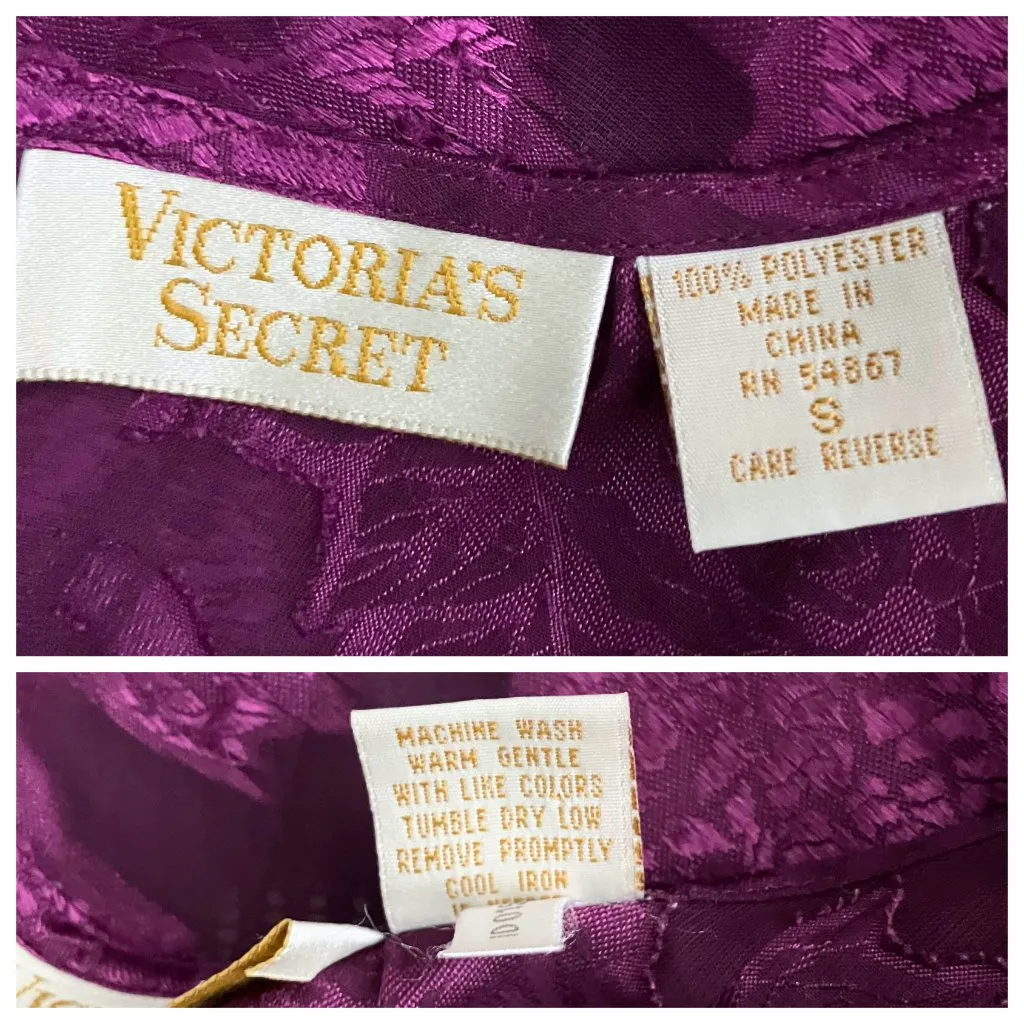 VICTORIA'S
SECRET
100% POLYESTER
MADE IN
CHINA
RN 54867
S
CARE REVERSE
MACHINE WASH
WARM GENTLE
WITH LIKE COLORS
TUMBLE DRY LOW
REMOVE PROMPTLY
COOL IRON